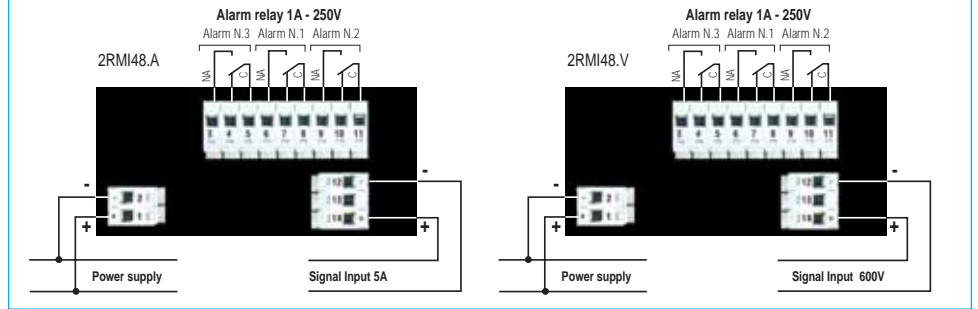 Alarm relay 1A - 250V
Alarm N.3 Alarm N.1 Alarm N.2
2RMI48.A
NA C NA C NA C
3 4 5 6 7 8 9 10 11
- 2
+ 1
12 -
13
14 +
- -
+ +
Power supply
Signal Input 5A
Alarm relay 1A - 250V
Alarm N.3 Alarm N.1 Alarm N.2
2RMI48.V
NA C NA C NA C
3 4 5 6 7 8 9 10 11
- 2
+ 1
12 -
13
14 +
- -
+ +
Power supply
Signal Input 600V